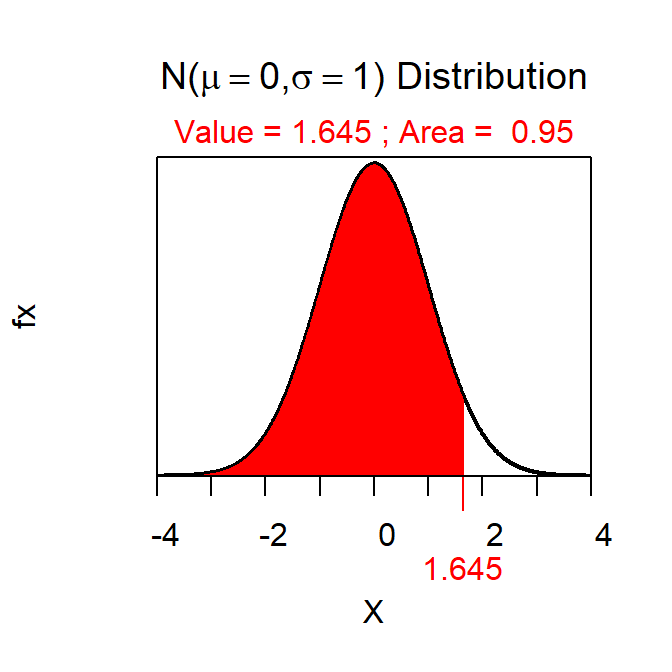 N(μ = 0,σ = 1) Distribution
Value = 1.645 ; Area =  0.95
fx
-4 -2 0 2 4
1.645
X